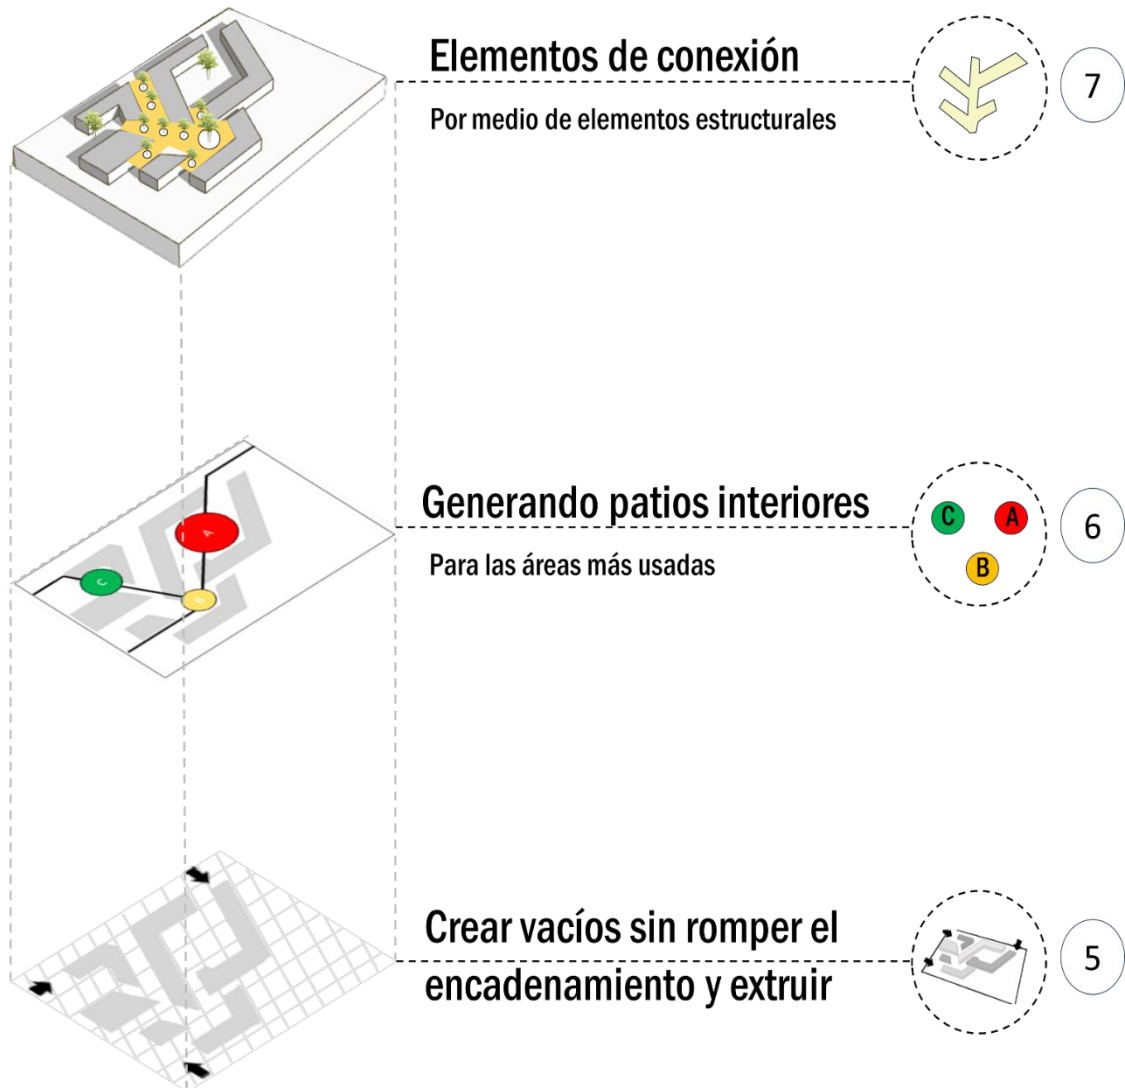 Elementos de conexión
Por medio de elementos estructurales
7
Generando patios interiores
Para las áreas más usadas
C A
B
6
A
C
B
Crear vacíos sin romper el
encadenamiento y extruir
5